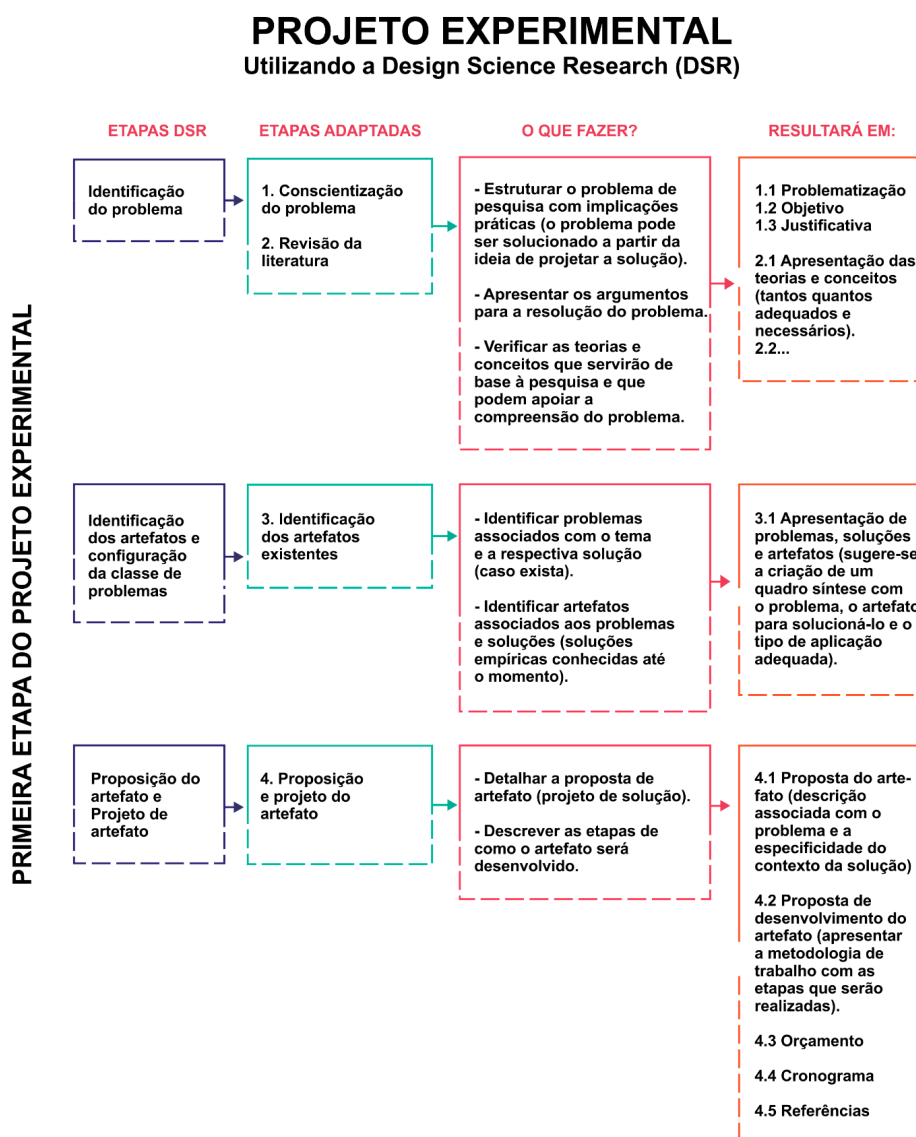 PROJETO EXPERIMENTAL
Utilizando a Design Science Research (DSR)
ETAPAS DSR
ETAPAS ADAPTADAS
O QUE FAZER?
RESULTARÁ EM:
PRIMEIRA ETAPA DO PROJETO EXPERIMENTAL
Identificação
do problema
1. Conscientização
do problema
2. Revisão da
literatura
- Estruturar o problema de
pesquisa com implicações
práticas (o problema pode
ser solucionado a partir da
ideia de projetar a solução).
- Apresentar os argumentos
para a resolução do problema.
- Verificar as teorias e
conceitos que servirão de
base à pesquisa e que
podem apoiar a
compreensão do problema.
1.1 Problematização
1.2 Objetivo
1.3 Justificativa
2.1 Apresentação das
teorias e conceitos
(tantos quantos
adequados e
necessários).
2.2...
Identificação
dos artefatos e
configuração
da classe de
problemas
3. Identificação
dos artefatos
existentes
- Identificar problemas
associados com o tema
e a respectiva solução
(caso exista).
- Identificar artefatos
associados aos problemas
e soluções (soluções
empíricas conhecidas até
o momento).
3.1 Apresentação de
problemas, soluções
e artefatos (sugere-se
a criação de um
quadro síntese com
o problema, o artefato
para solucioná-lo e o
tipo de aplicação
adequada).
Proposição do
artefato e
Projeto de
artefato
4. Proposição
e projeto do
artefato
- Detalhar a proposta de
artefato (projeto de solução).
- Descrever as etapas de
como o artefato será
desenvolvido.
4.1 Proposta do arte-
fato (descrição
associada com o
problema e a
especificidade do
contexto da solução)
4.2 Proposta de
desenvolvimento do
artefato (apresentar
a metodologia de
trabalho com as
etapas que serão
realizadas).
4.3 Orçamento
4.4 Cronograma
4.5 Referências